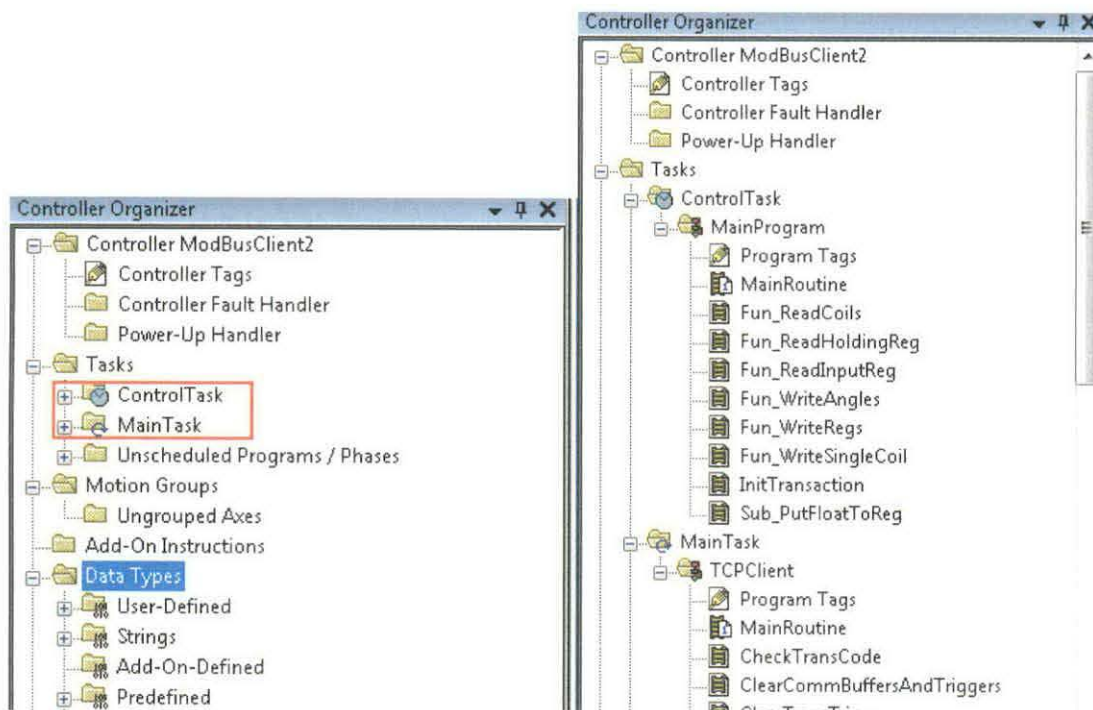 Controller Organizer
Controller ModBusClient2
Controller Tags
Controller Fault Handler
Power-Up Handler
Tasks
ControlTask
MainTask
Unscheduled Programs / Phases
Motion Groups
Ungrouped Axes
Add-On Instructions
Data Types
User-Defined
Strings
Add-On-Defined
Predefined
Controller Organizer
Controller ModBusClient2
Controller Tags
Controller Fault Handler
Power-Up Handler
Tasks
ControlTask
MainProgram
Program Tags
MainRoutine
Fun_ReadCoils
Fun_ReadHoldingReg
Fun_ReadInputReg
Fun_WriteAngles
Fun_WriteRegs
Fun_WriteSingleCoil
InitTransaction
Sub_PutFloatToReg
MainTask
TCPClient
Program Tags
MainRoutine
CheckTransCode
ClearCommBuffersAndTriggers